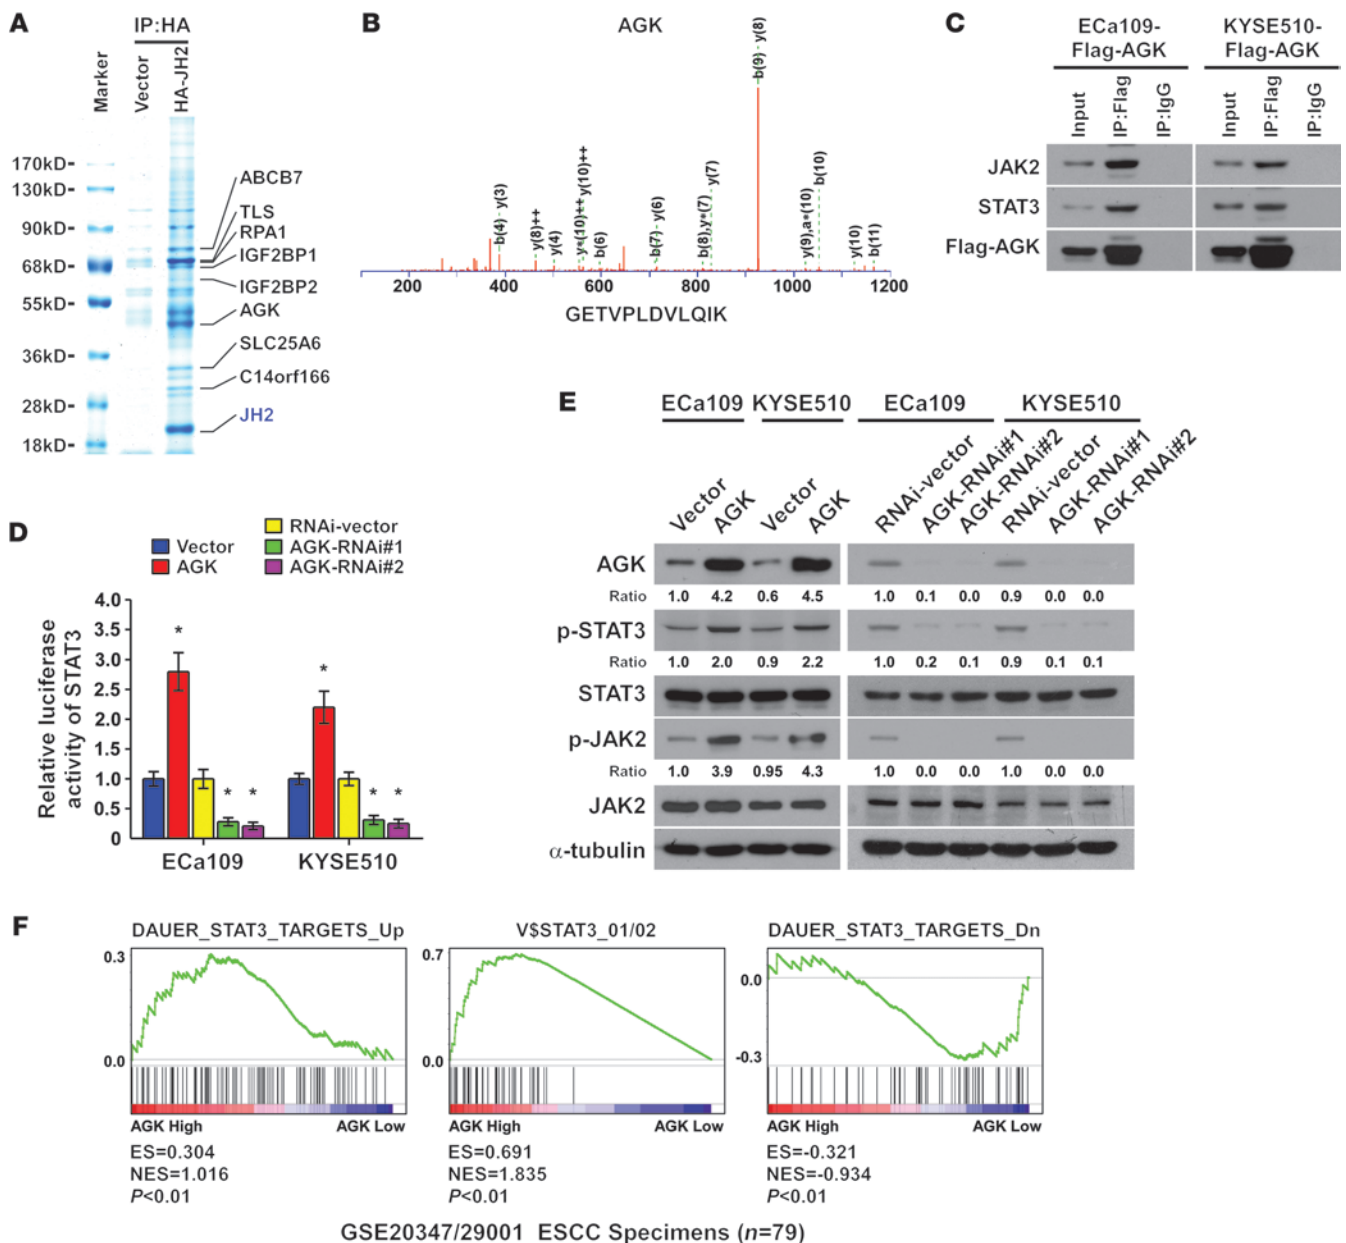 A
IP:HA
Marker
Vector
HA-JH2
170kD
130kD
90kD
68kD
55kD
36kD
28kD
18kD
ABCB7
TLS
RPA1
IGF2BP1
IGF2BP2
AGK
SLC25A6
C14orf166
JH2
B
AGK
b(4) y(3)
y(8)++
y(4)
y*(10)++ y(10)++
b(6)
b(7) y(6)
b(8),y*(7)
y(7)
b(9) y(8)
y(9),a*(10)
b(10)
y(10)
b(11)
200 400 600 800 1000 1200
GETVPLDVLQIK
C
ECa109-Flag-AGK
KYSE510-Flag-AGK
Input IP:Flag IP:IgG Input IP:Flag IP:IgG
JAK2
STAT3
Flag-AGK
D
Vector
AGK
RNAi-vector
AGK-RNAi#1
AGK-RNAi#2
Relative luciferase
activity of STAT3
4.0
3.5
3.0
2.5
2.0
1.5
1.0
0.5
0
* * * * * *
ECa109 KYSE510
E
ECa109 KYSE510 ECa109 KYSE510
Vector AGK Vector AGK RNAi-vector AGK-RNAi#1 AGK-RNAi#2 RNAi-vector AGK-RNAi#1 AGK-RNAi#2
AGK
Ratio 1.0 4.2 0.6 4.5 1.0 0.1 0.0 0.9 0.0 0.0
p-STAT3
Ratio 1.0 2.0 0.9 2.2 1.0 0.2 0.1 0.9 0.1 0.1
STAT3
p-JAK2
Ratio 1.0 3.9 0.95 4.3 1.0 0.0 0.0 1.0 0.0 0.0
JAK2
α-tubulin
F
DAUER_STAT3_TARGETS_Up
0.3
0.0
AGK High AGK Low
ES=0.304
NES=1.016
P<0.01
V$STAT3_01/02
0.7
0.0
AGK High AGK Low
ES=0.691
NES=1.835
P<0.01
DAUER_STAT3_TARGETS_Dn
0.0
-0.3
AGK High AGK Low
ES=-0.321
NES=-0.934
P<0.01
GSE20347/29001 ESCC Specimens (n=79)